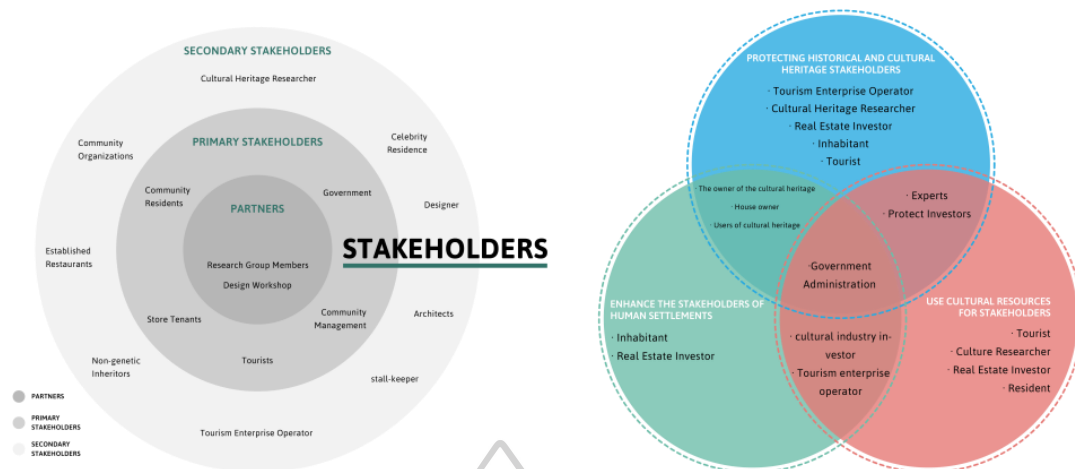 SECONDARY STAKEHOLDERS
Cultural Heritage Researcher
Community
Organizations
Celebrity
Residence
PRIMARY STAKEHOLDERS
Community
Residents
Government
Designer
PARTNERS
STAKEHOLDERS
Established
Restaurants
Research Group Members
Design Workshop
Store Tenants
Community
Management
Architects
Non-genetic
Inheritors
Tourists
stall-keeper
Tourism Enterprise Operator
PARTNERS
PRIMARY
STAKEHOLDERS
SECONDARY
STAKEHOLDERS
PROTECTING HISTORICAL AND CULTURAL
HERITAGE STAKEHOLDERS
· Tourism Enterprise Operator
· Cultural Heritage Researcher
· Real Estate Investor
· Inhabitant
· Tourist
The owner of the cultural heritage
· House owner
· Users of cultural heritage
· Experts
· Protect Investors
·Government
Administration
ENHANCE THE STAKEHOLDERS OF
HUMAN SETTLEMENTS
· Inhabitant
· Real Estate Investor
· cultural industry in-
vestor
· Tourism enterprise
operator
USE CULTURAL RESOURCES
FOR STAKEHOLDERS
· Tourist
· Culture Researcher
· Real Estate Investor
· Resident